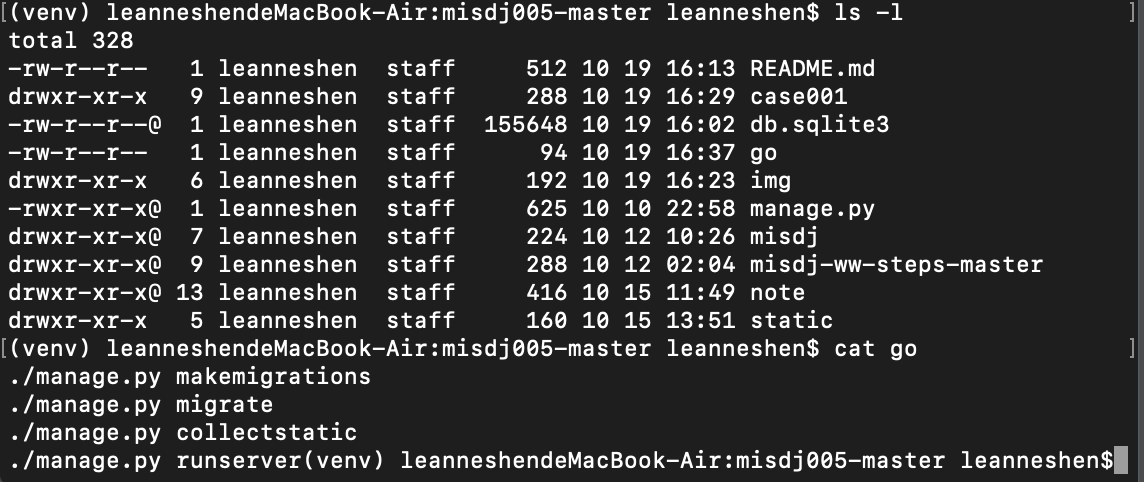 [(venv) leanneshendeMacBook-Air:misdj005-master leanneshen$ ls -l ]
total 328
-rw-r--r--   1 leanneshen  staff     512 10 19 16:13 README.md
drwxr-xr-x   9 leanneshen  staff     288 10 19 16:29 case001
-rw-r--r--@  1 leanneshen  staff  155648 10 19 16:02 db.sqlite3
-rw-r--r--   1 leanneshen  staff      94 10 19 16:37 go
drwxr-xr-x   6 leanneshen  staff     192 10 19 16:23 img
-rwxr-xr-x@  1 leanneshen  staff     625 10 10 22:58 manage.py
drwxr-xr-x@  7 leanneshen  staff     224 10 12 10:26 misdj
drwxr-xr-x@  9 leanneshen  staff     288 10 12 02:04 misdj-ww-steps-master
drwxr-xr-x@ 13 leanneshen  staff     416 10 15 11:49 note
drwxr-xr-x   5 leanneshen  staff     160 10 15 13:51 static
[(venv) leanneshendeMacBook-Air:misdj005-master leanneshen$ cat go ]
./manage.py makemigrations
./manage.py migrate
./manage.py collectstatic
./manage.py runserver(venv) leanneshendeMacBook-Air:misdj005-master leanneshen$